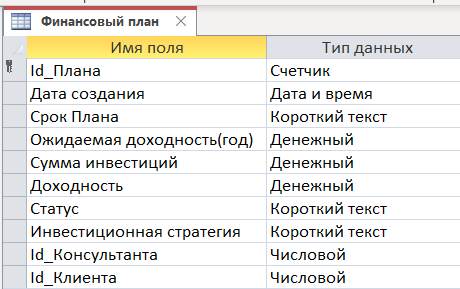 Финансовый план
Имя поля Тип данных
Id_Плана Счетчик
Дата создания Дата и время
Срок Плана Короткий текст
Ожидаемая доходность(год) Денежный
Сумма инвестиций Денежный
Доходность Денежный
Статус Короткий текст
Инвестиционная стратегия Короткий текст
Id_Консультанта Числовой
Id_Клиента Числовой